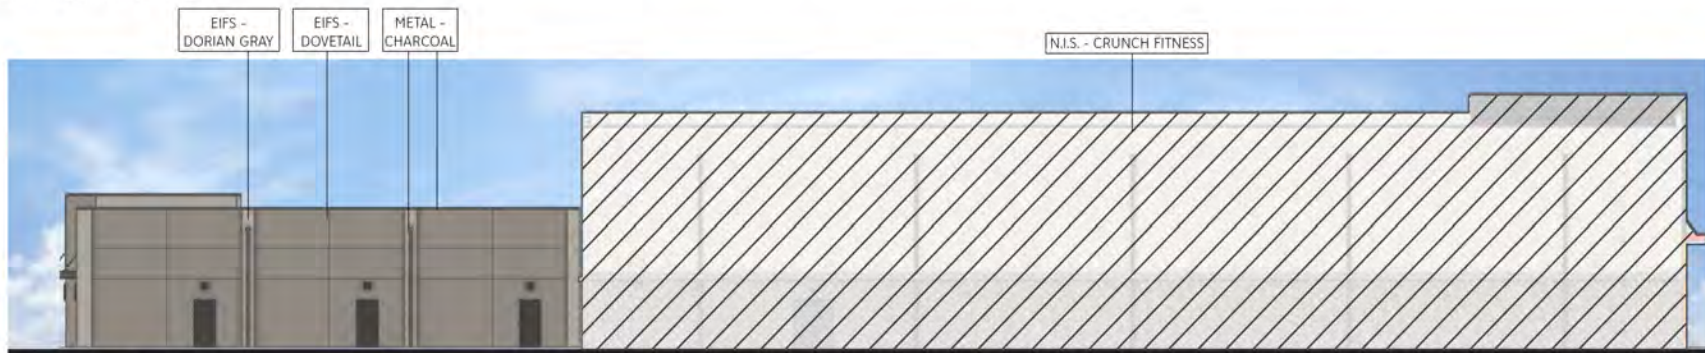 EIFS -
DORIAN GRAY
EIFS -
DOVETAIL
METAL -
CHARCOAL
N.I.S. - CRUNCH FITNESS